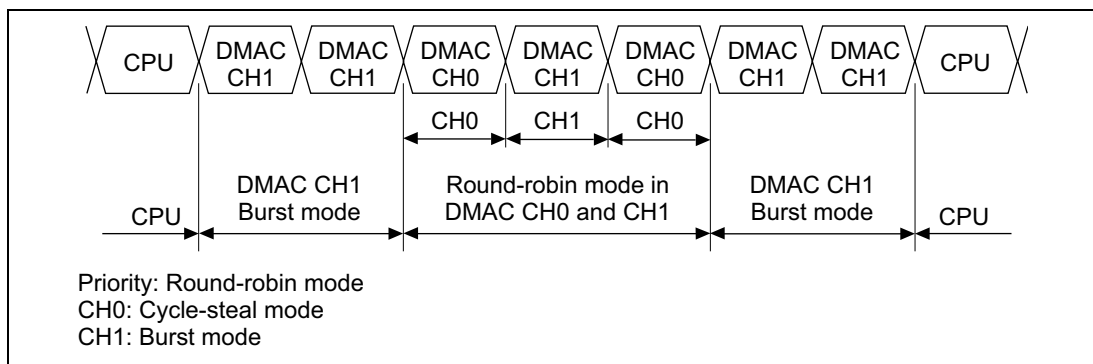 CPU DMAC CH1 DMAC CH1 DMAC CH0 DMAC CH1 DMAC CH0 DMAC CH1 DMAC CH1 CPU
CH0 CH1 CH0
DMAC CH1
Burst mode
Round-robin mode in
DMAC CH0 and CH1
DMAC CH1
Burst mode
CPU
CPU
Priority: Round-robin mode
CH0: Cycle-steal mode
CH1: Burst mode